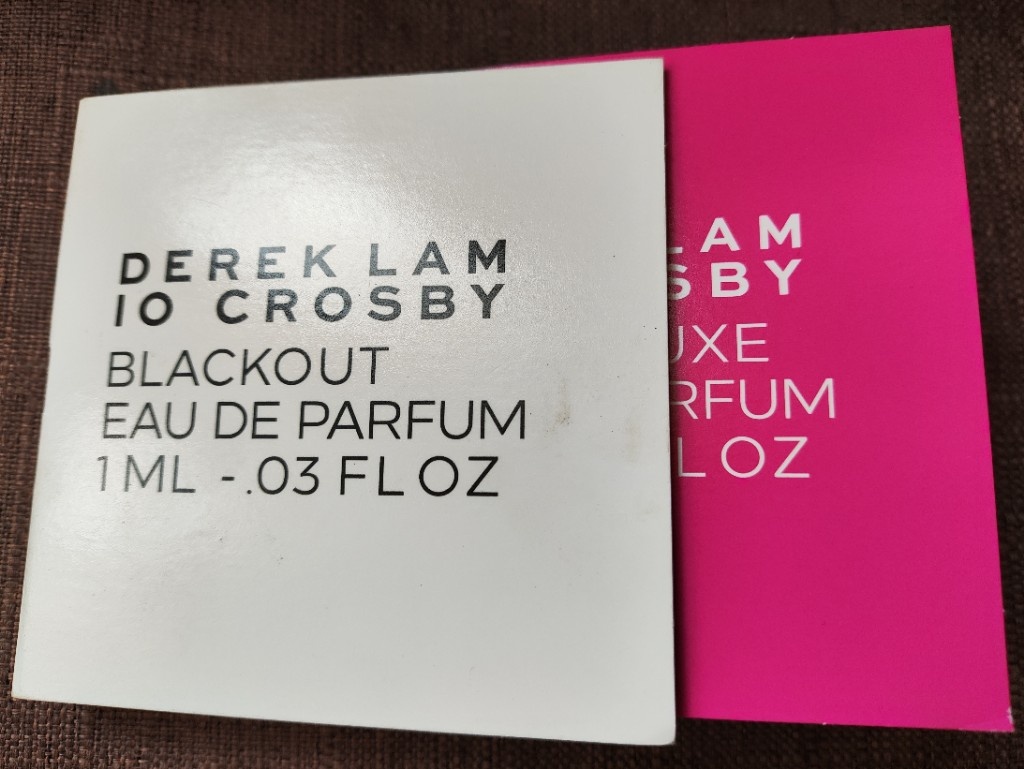 DEREK LAM
10 CROSBY
BLACKOUT
EAU DE PARFUM
1 ML - .03 FL OZ
LAM
SBY
UXE
RFUM
L OZ